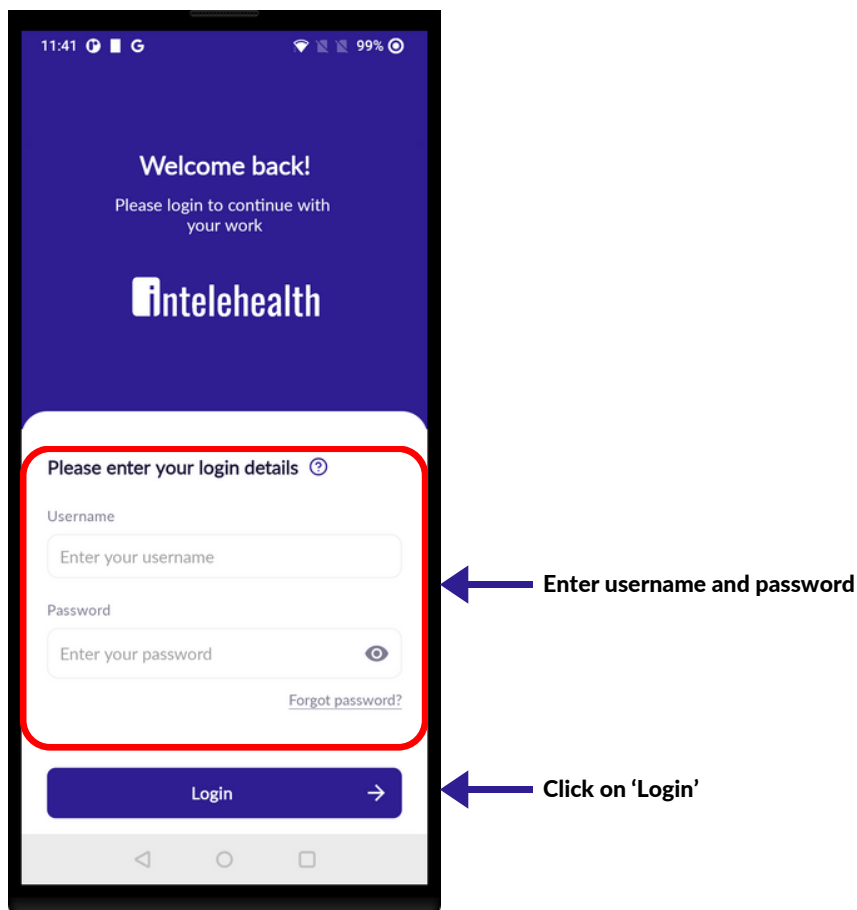 11:41 G 99%
Welcome back!
Please login to continue with
your work
intelehealth
Please enter your login details ?
Username
Enter your username
Password
Enter your password
Forgot password?
Login
Enter username and password
Click on ‘Login’